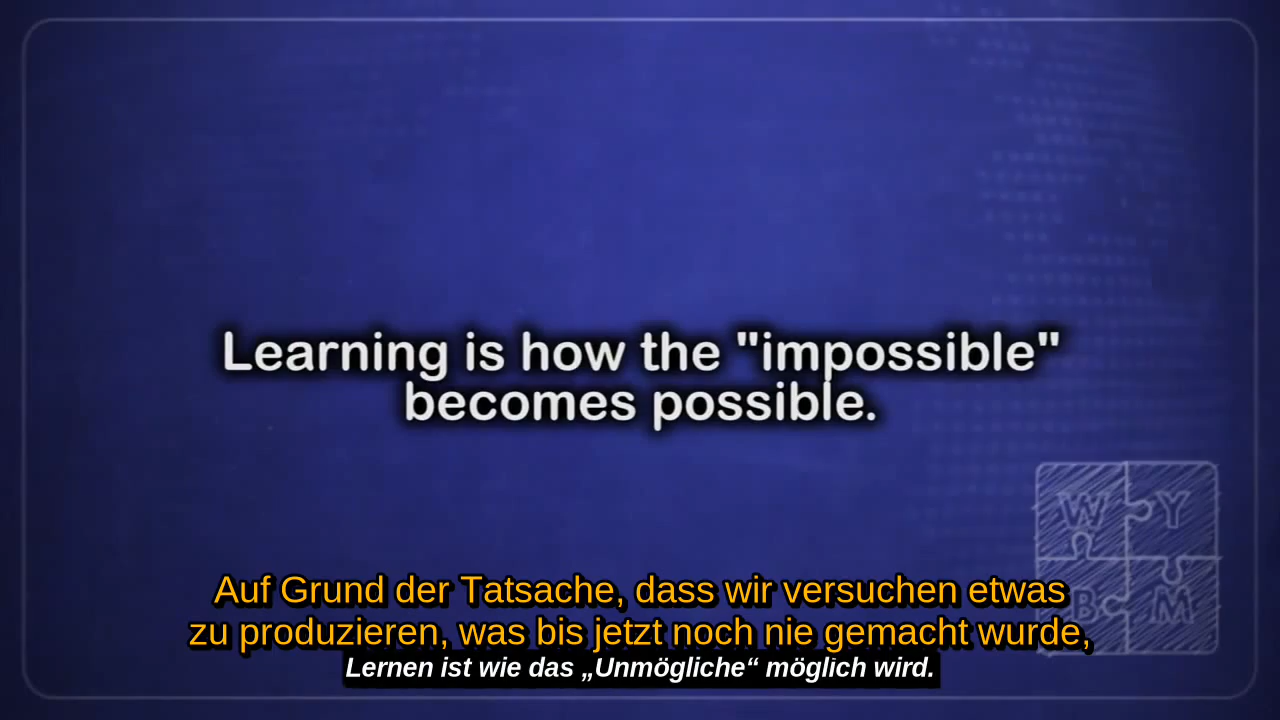 Learning is how the "impossible"
becomes possible.
W Y
B M
Auf Grund der Tatsache, dass wir versuchen etwas
zu produzieren, was bis jetzt noch nie gemacht wurde,
Lernen ist wie das „Unmögliche“ möglich wird.